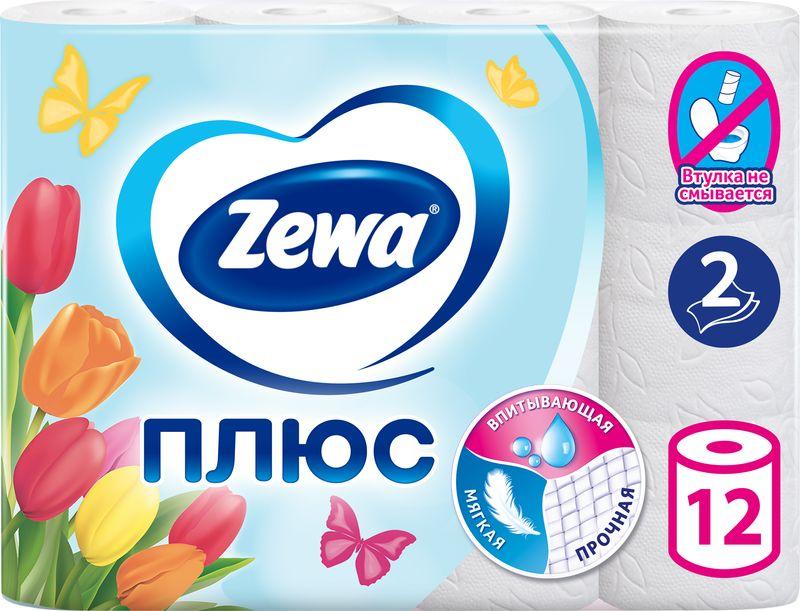 Zewa®
ПЛЮС
ВПИТЫВАЮЩАЯ
МЯГКАЯ
ПРОЧНАЯ
Втулка не
смывается
2
12